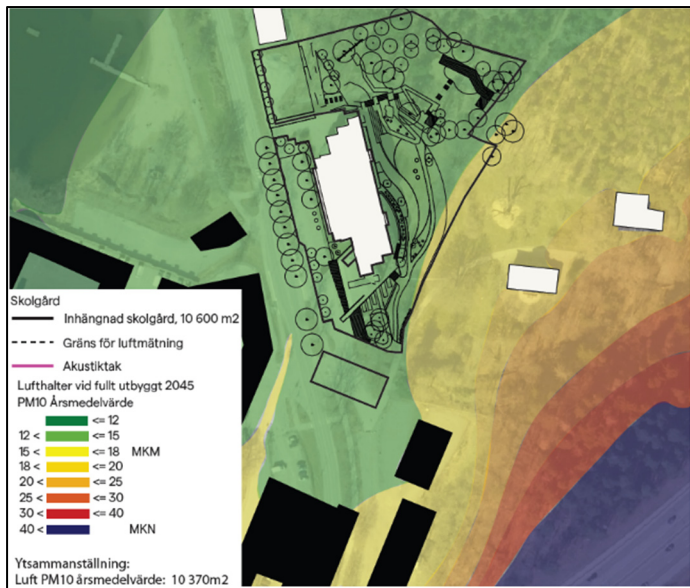 Skolgård
Inhängnad skolgård, 10 600 m2
Gräns för luftmätning
Akustiktak
Lufthalter vid fullt utbyggt 2045
PM10 Årsmedelvärde
<= 12
12 < <= 15
15 < <= 18 MKM
18 < <= 20
20 < <= 25
25 < <= 30
30 < <= 40
40 < MKN
Ytsammanställning:
Luft PM10 årsmedelvärde: 10 370m2